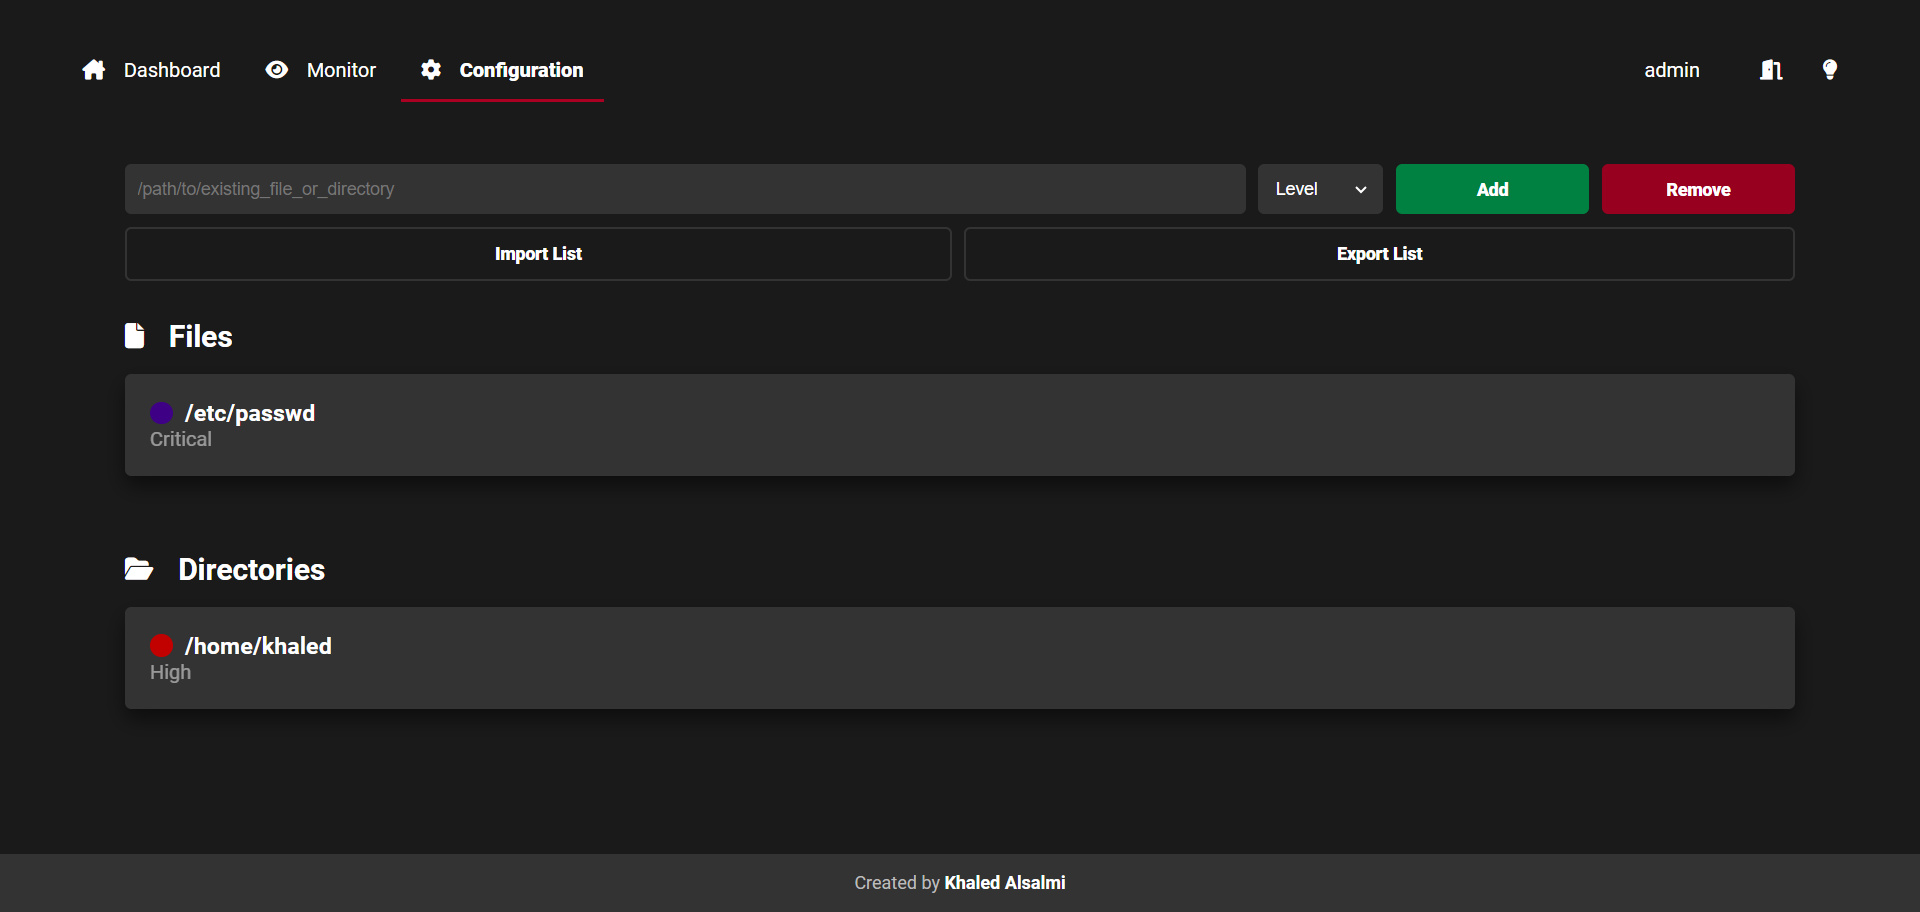 Dashboard Monitor Configuration admin
/path/to/existing_file_or_directory Level Add Remove
Import List Export List
Files
/etc/passwd
Critical
Directories
/home/khaled
High
Created by Khaled Alsalmi